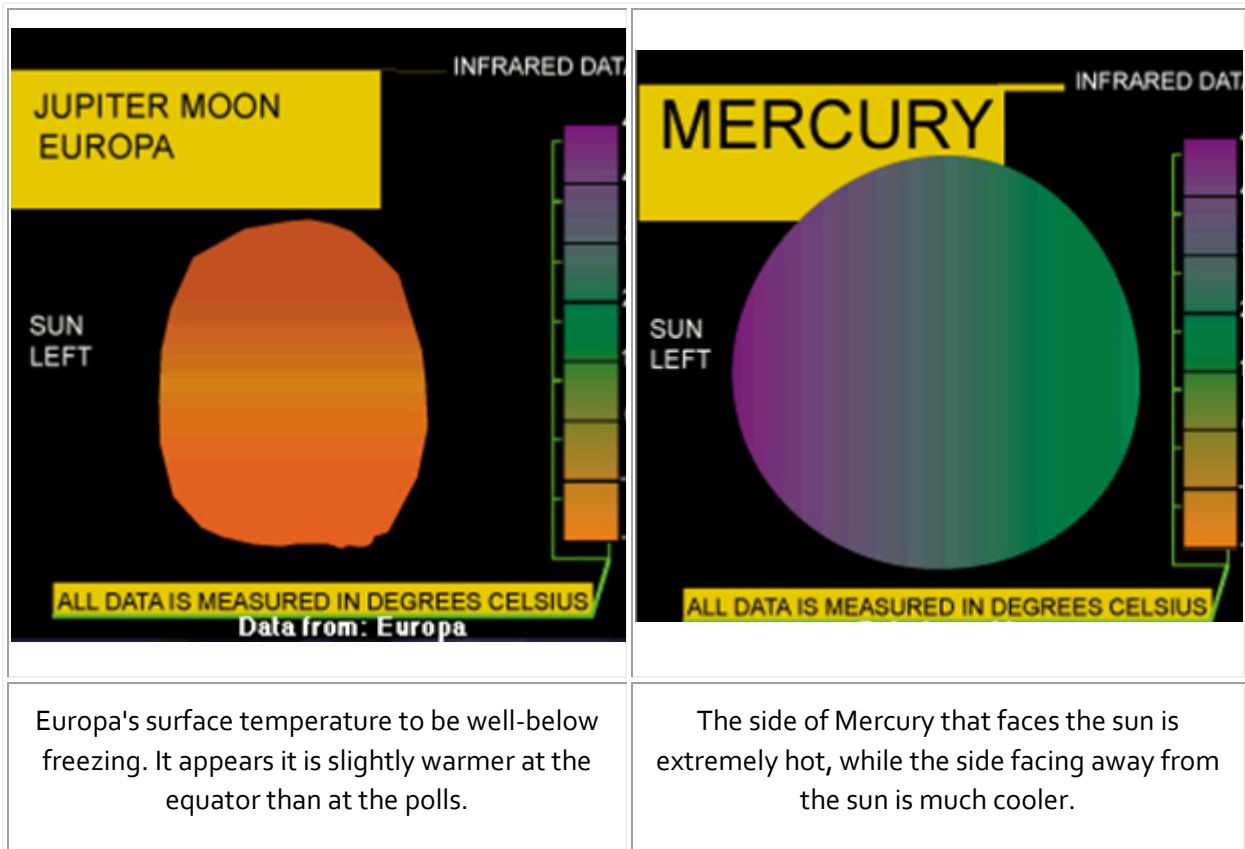 INFRARED DAT
JUPITER MOON
EUROPA
SUN
LEFT
ALL DATA IS MEASURED IN DEGREES CELSIUS
Data from: Europa
INFRARED DAT
MERCURY
SUN
LEFT
ALL DATA IS MEASURED IN DEGREES CELSIUS
Europa's surface temperature to be well-below
freezing. It appears it is slightly warmer at the
equator than at the polls.
The side of Mercury that faces the sun is
extremely hot, while the side facing away from
the sun is much cooler.